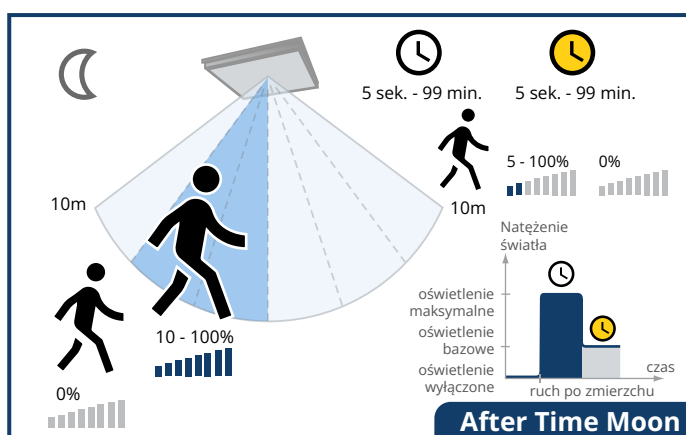 5 sek. - 99 min.
5 sek. - 99 min.
10m
10m
5 - 100%
0%
10 - 100%
0%
Natężenie
światła
oświetlenie
maksymalne
oświetlenie
bazowe
oświetlenie
wyłączone
czas
ruch po zmierzchu
After Time Moon